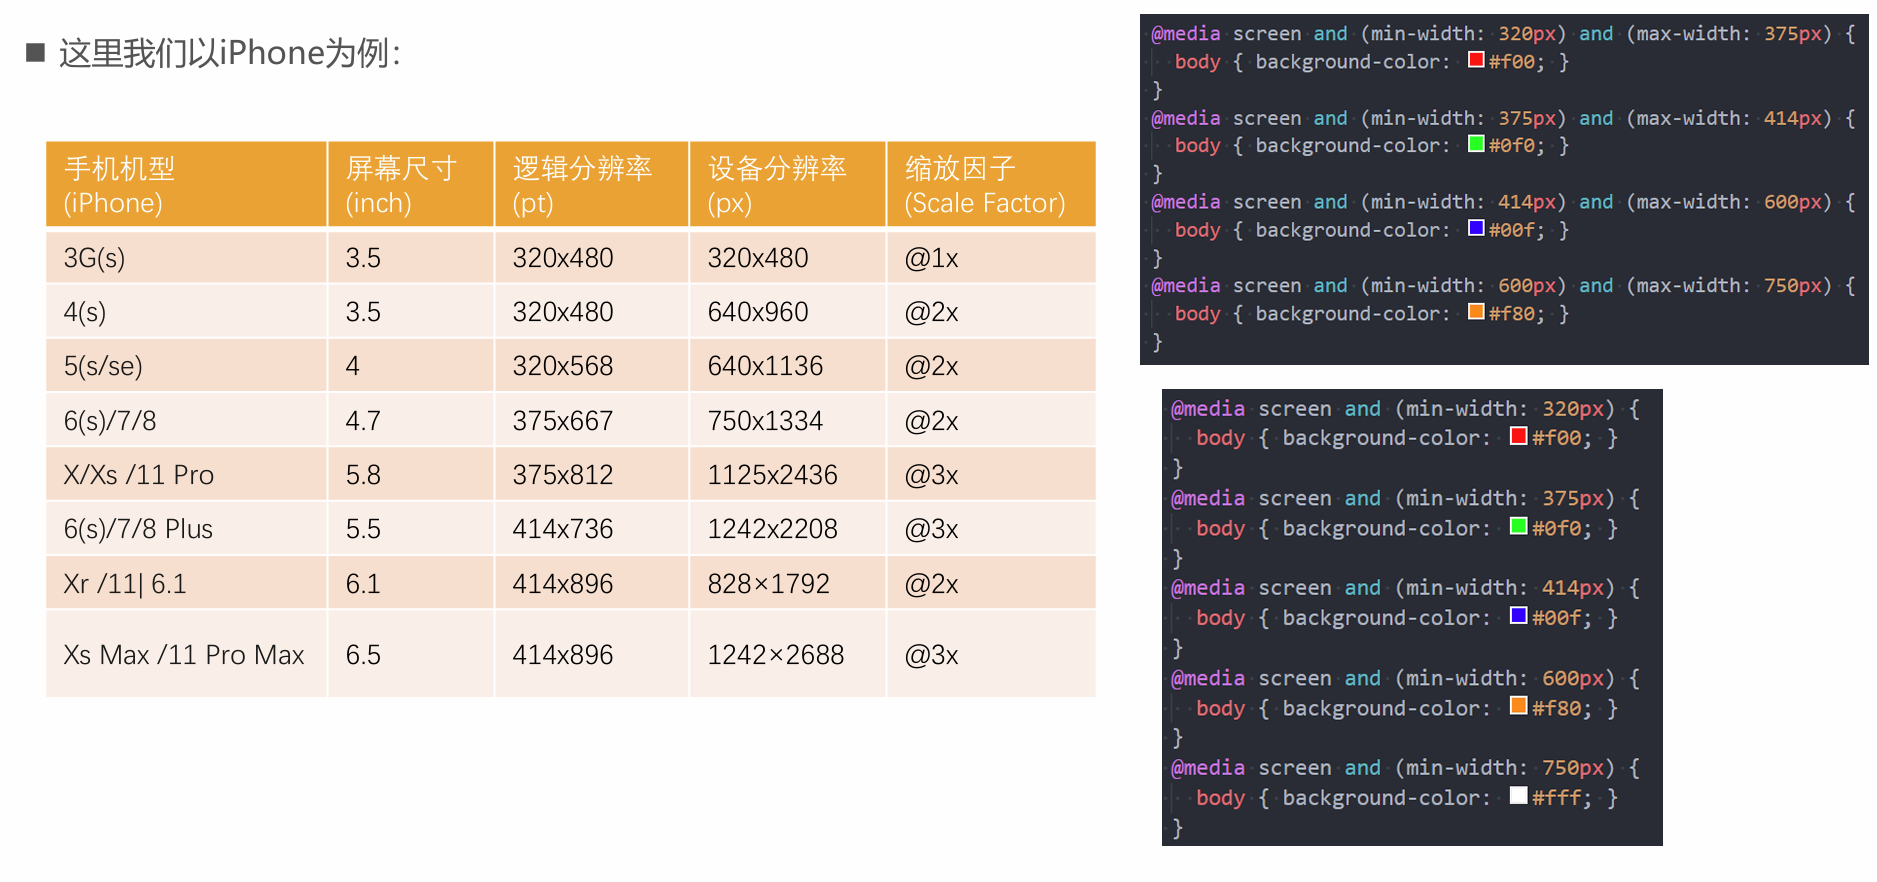 ■ 这里我们以iPhone为例：
手机机型 (iPhone) 屏幕尺寸 (inch) 逻辑分辨率 (pt) 设备分辨率 (px) 缩放因子 (Scale Factor)
3G(s) 3.5 320x480 320x480 @1x
4(s) 3.5 320x480 640x960 @2x
5(s/se) 4 320x568 640x1136 @2x
6(s)/7/8 4.7 375x667 750x1334 @2x
X/Xs /11 Pro 5.8 375x812 1125x2436 @3x
6(s)/7/8 Plus 5.5 414x736 1242x2208 @3x
Xr /11| 6.1 6.1 414x896 828×1792 @2x
Xs Max /11 Pro Max 6.5 414x896 1242×2688 @3x
@media screen and (min-width: 320px) and (max-width: 375px) {
body { background-color: #f00; }
}
@media screen and (min-width: 375px) and (max-width: 414px) {
body { background-color: #0f0; }
}
@media screen and (min-width: 414px) and (max-width: 600px) {
body { background-color: #00f; }
}
@media screen and (min-width: 600px) and (max-width: 750px) {
body { background-color: #f80; }
}
@media screen and (min-width: 320px) {
body { background-color: #f00; }
}
@media screen and (min-width: 375px) {
body { background-color: #0f0; }
}
@media screen and (min-width: 414px) {
body { background-color: #00f; }
}
@media screen and (min-width: 600px) {
body { background-color: #f80; }
}
@media screen and (min-width: 750px) {
body { background-color: #fff; }
}